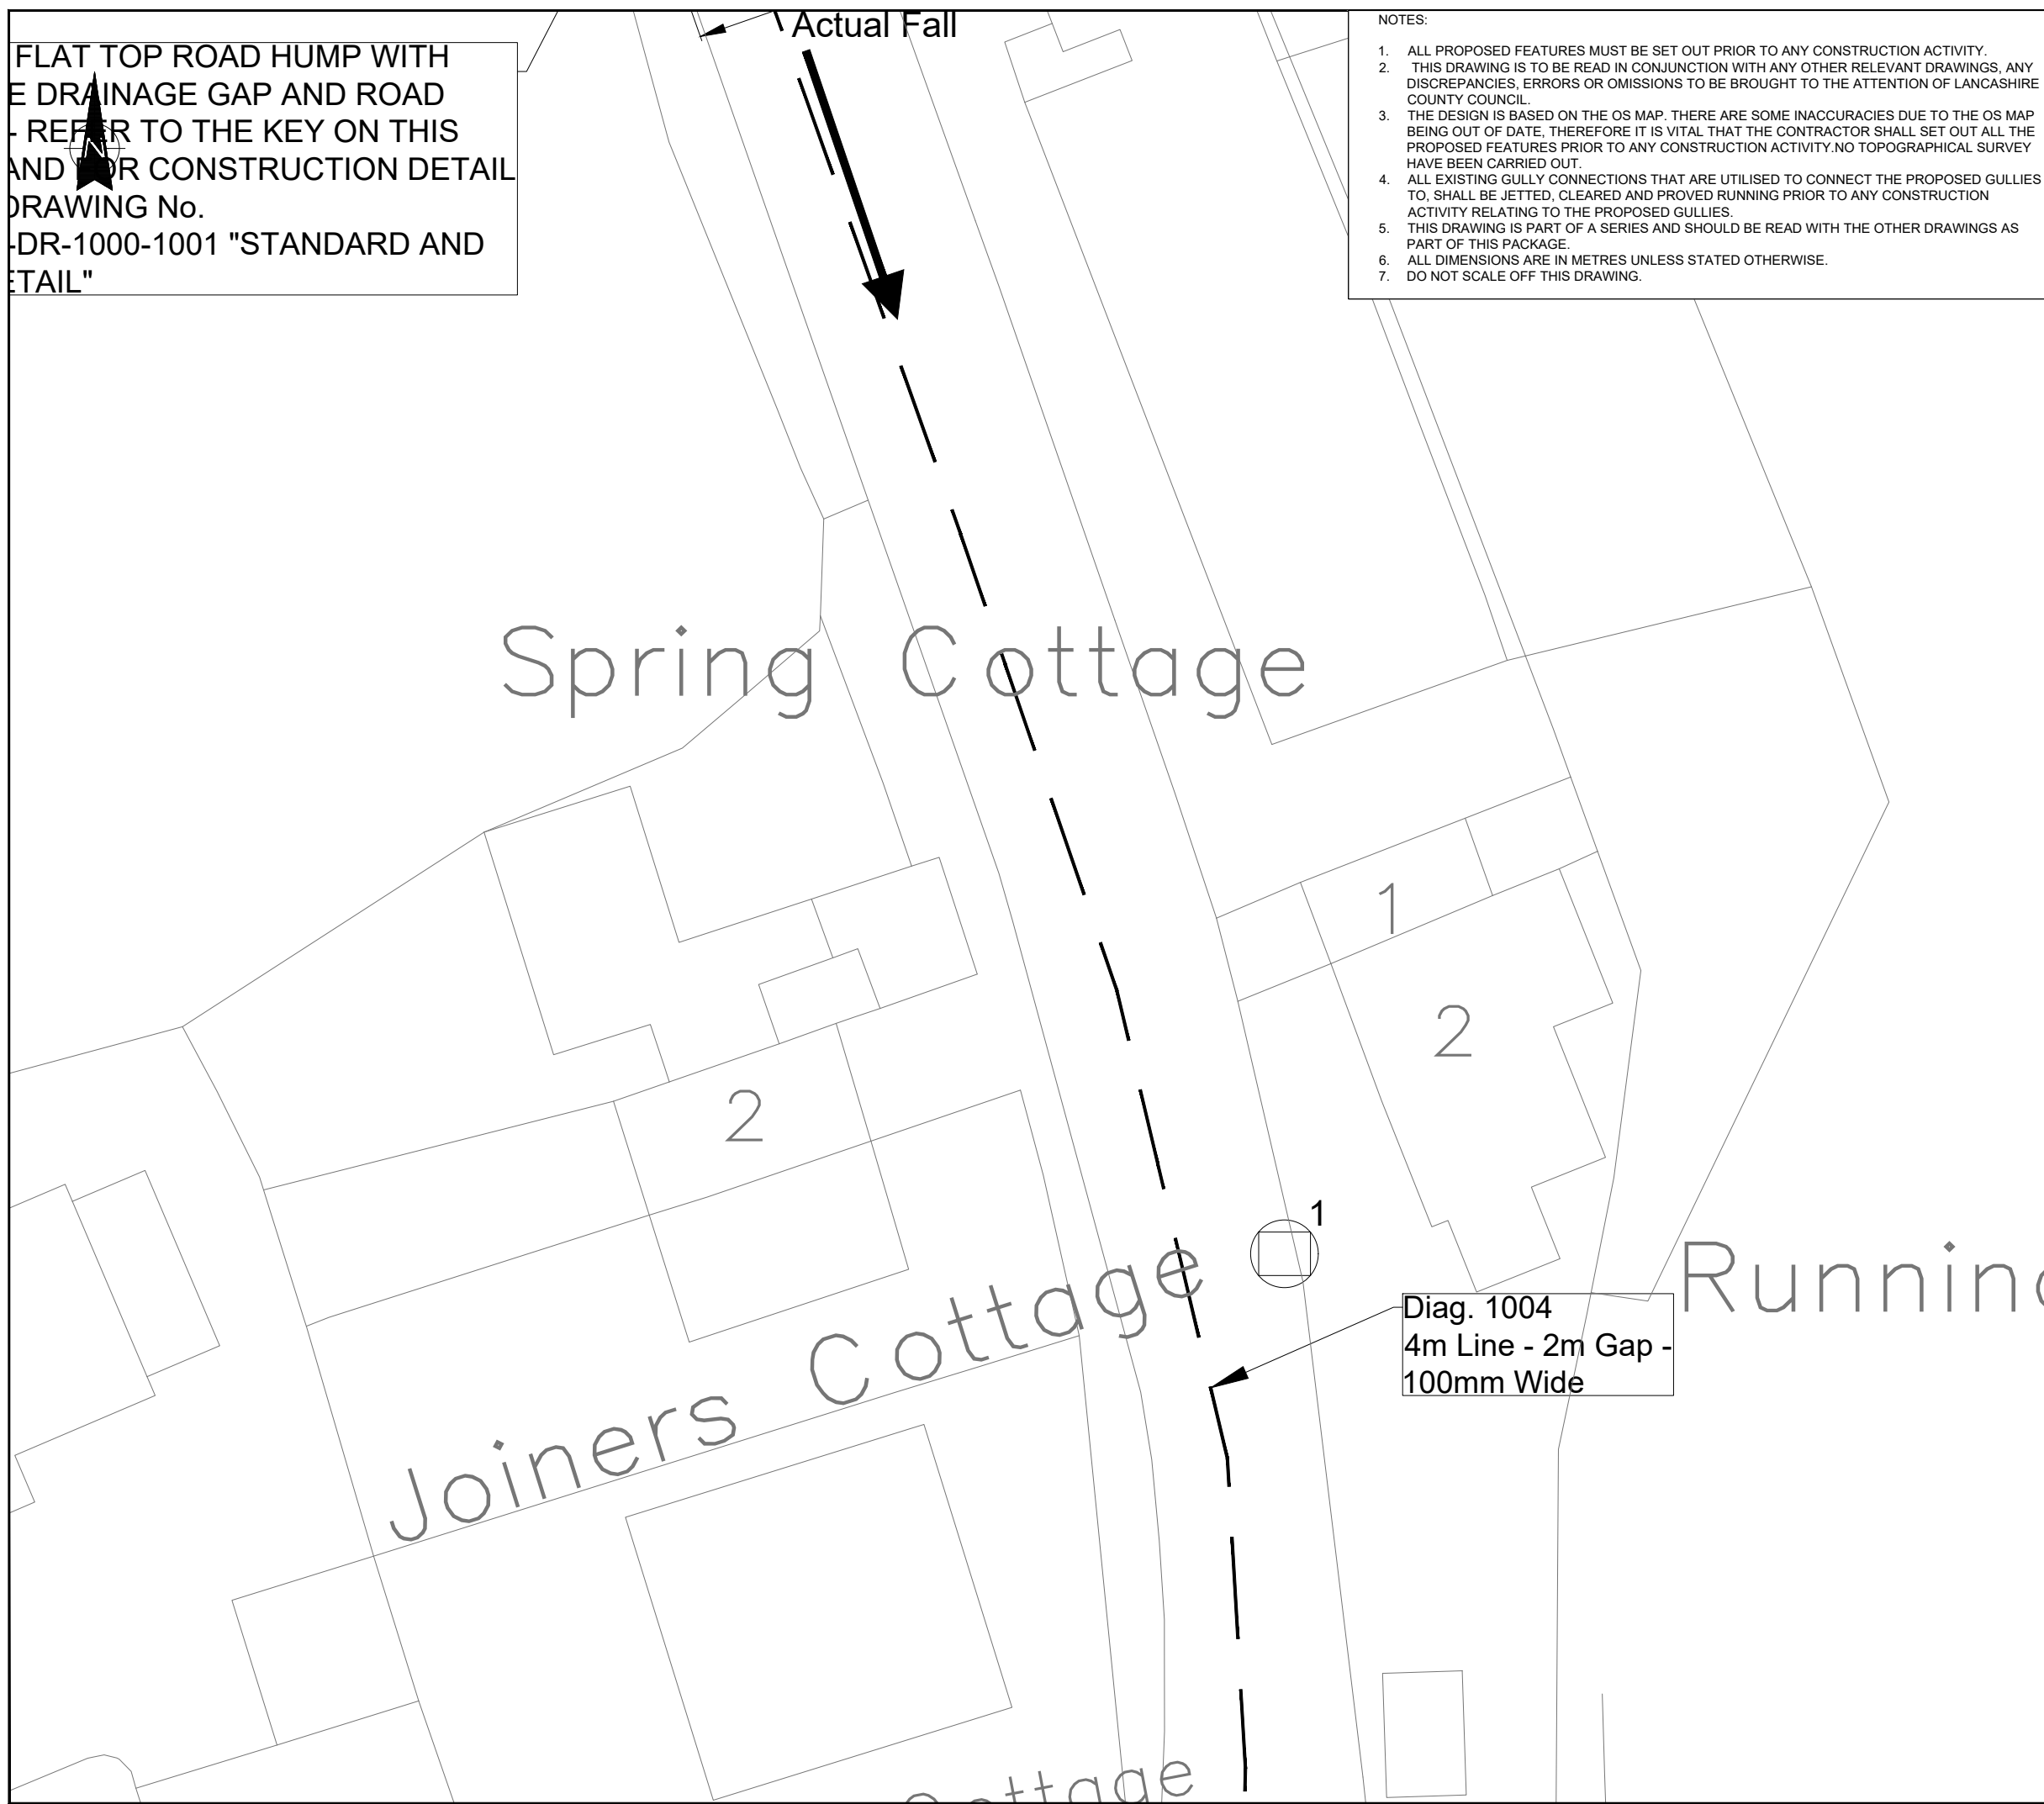 Actual Fall
FLAT TOP ROAD HUMP WITH
E DRAINAGE GAP AND ROAD
- REFER TO THE KEY ON THIS
AND FOR CONSTRUCTION DETAIL
DRAWING No.
-DR-1000-1001 "STANDARD AND
ETAIL"
N
NOTES:
1. ALL PROPOSED FEATURES MUST BE SET OUT PRIOR TO ANY CONSTRUCTION ACTIVITY.
2. THIS DRAWING IS TO BE READ IN CONJUNCTION WITH ANY OTHER RELEVANT DRAWINGS, ANY
DISCREPANCIES, ERRORS OR OMISSIONS TO BE BROUGHT TO THE ATTENTION OF LANCASHIRE
COUNTY COUNCIL.
3. THE DESIGN IS BASED ON THE OS MAP. THERE ARE SOME INACCURACIES DUE TO THE OS MAP
BEING OUT OF DATE, THEREFORE IT IS VITAL THAT THE CONTRACTOR SHALL SET OUT ALL THE
PROPOSED FEATURES PRIOR TO ANY CONSTRUCTION ACTIVITY.NO TOPOGRAPHICAL SURVEY
HAVE BEEN CARRIED OUT.
4. ALL EXISTING GULLY CONNECTIONS THAT ARE UTILISED TO CONNECT THE PROPOSED GULLIES
TO, SHALL BE JETTED, CLEARED AND PROVED RUNNING PRIOR TO ANY CONSTRUCTION
ACTIVITY RELATING TO THE PROPOSED GULLIES.
5. THIS DRAWING IS PART OF A SERIES AND SHOULD BE READ WITH THE OTHER DRAWINGS AS
PART OF THIS PACKAGE.
6. ALL DIMENSIONS ARE IN METRES UNLESS STATED OTHERWISE.
7. DO NOT SCALE OFF THIS DRAWING.
Spring Cottage
1
2
2
1
Runnin
Diag. 1004
4m Line - 2m Gap -
100mm Wide
Joiners Cottage
Cottage